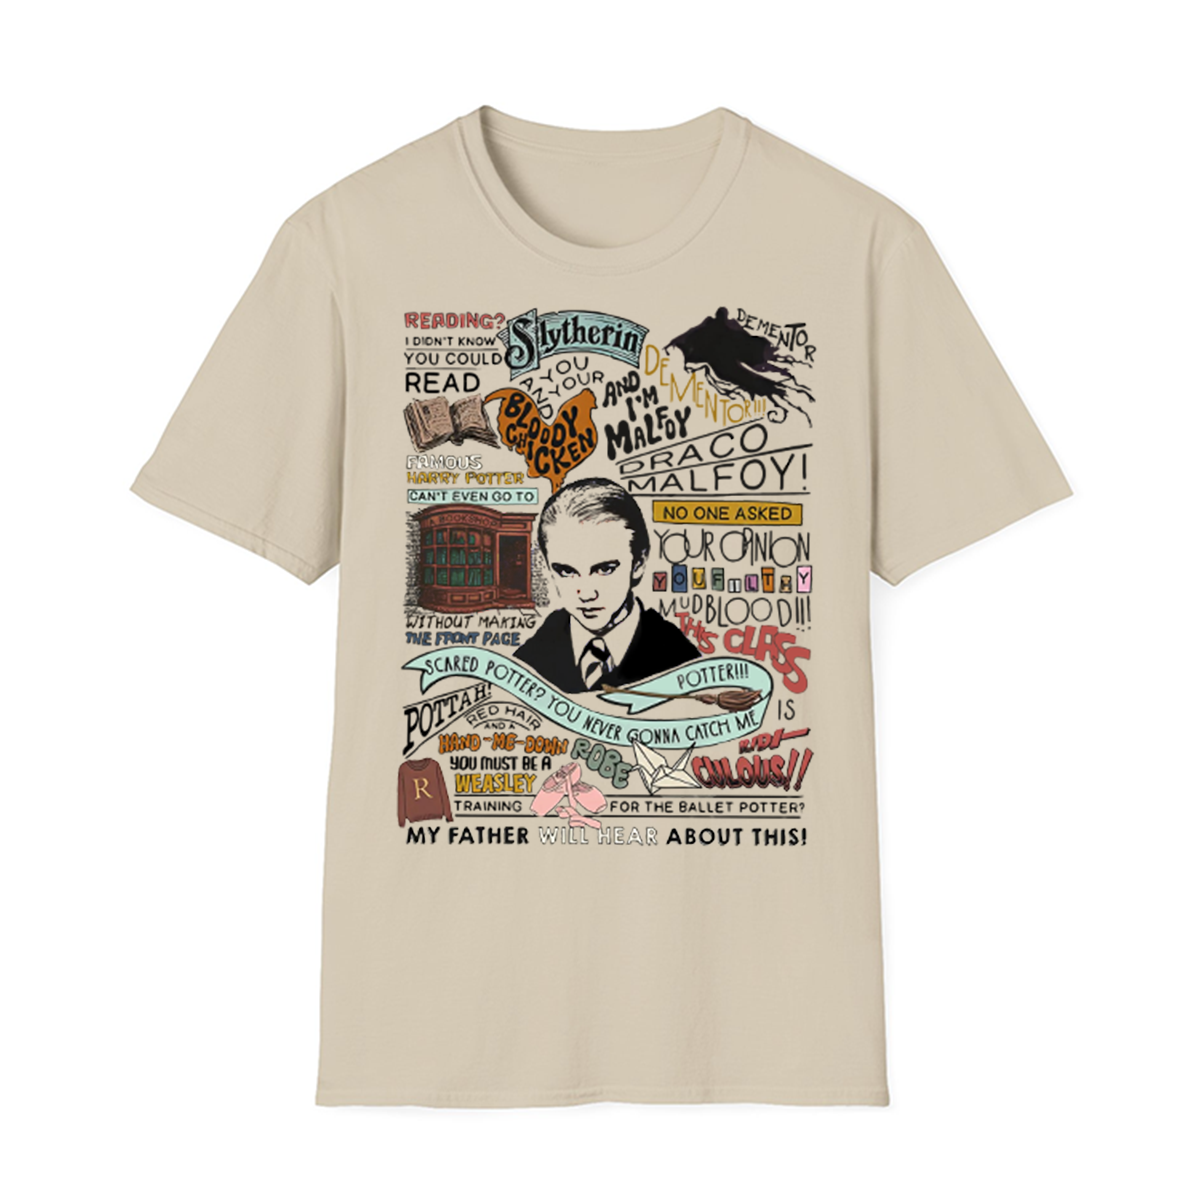 READING?
I DIDN'T KNOW
YOU COULD
READ
Slytherin
YOU
AND YOUR
BLOODY
CHICKEN
AND
I'M
MALFOY
DEMENTOR
DEMENTOR!!!
DRACO
MALFOY!
FAMOUS
HARRY POTTER
CAN'T EVEN GO TO
A BOOKSHOP
WITHOUT MAKING
THE FRONT PAGE
NO ONE ASKED
YOUR OPINION
YOU FILTHY
MUDBLOOD!!!
THIS CLASS
IS
RIDI-
CULOUS!!
SCARED POTTER? YOU NEVER GONNA CATCH ME
POTTER!!!
POTTAH!
RED HAIR
AND A
HAND-ME-DOWN
ROBE
YOU MUST BE A
WEASLEY
R
TRAINING FOR THE BALLET POTTER?
MY FATHER WILL HEAR ABOUT THIS!